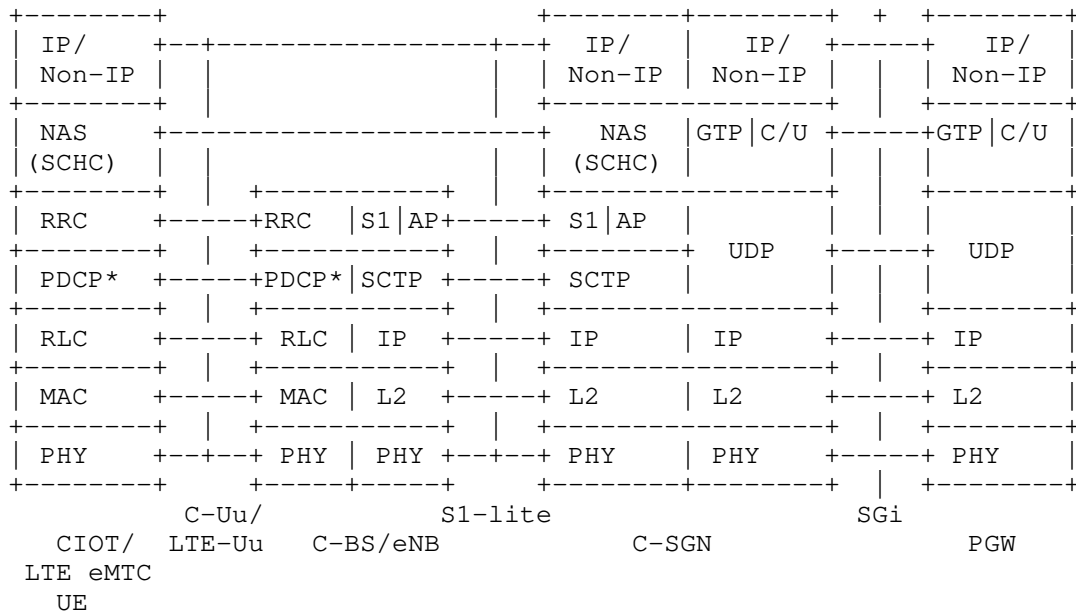 +--------+                         +--------+--------+  +  +--------+
| IP/    +--+-------------------+--+  IP/   |   IP/  +-----+   IP/  |
| Non-IP |  |                   |  | Non-IP | Non-IP |  |  | Non-IP |
+--------+  |                   |  +-----------------+  |  +--------+
| NAS    +-------------------------+   NAS  |GTP|C/U +-----+GTP|C/U |
|(SCHC)  |  |                   |  | (SCHC) |        |  |  |        |
+--------+  |  +-----------+    |  +-----------------+  |  +--------+
| RRC    +-----+RRC  |S1|AP+-----+ S1|AP    |        |  |  |        |
+--------+  |  +-----------+    |  +--------+  UDP   +-----+  UDP   |
| PDCP*  +-----+PDCP*|SCTP +-----+ SCTP     |        |  |  |        |
+--------+  |  +-----------+    |  +-----------------+  |  +--------+
| RLC    +-----+ RLC | IP  +-----+ IP       | IP     +-----+ IP     |
+--------+  |  +-----------+    |  +-----------------+  |  +--------+
| MAC    +-----+ MAC | L2  +-----+ L2       | L2     +-----+ L2     |
+--------+  |  +-----------+    |  +-----------------+  |  +--------+
| PHY    +--+--+ PHY | PHY +--+--+ PHY      | PHY    +-----+ PHY    |
+--------+     +-----+-----+       +--------+--------+  |  +--------+
C-Uu/ S1-lite SGi
CIOT/ LTE-Uu C-BS/eNB C-SGN PGW
LTE eMTC
UE